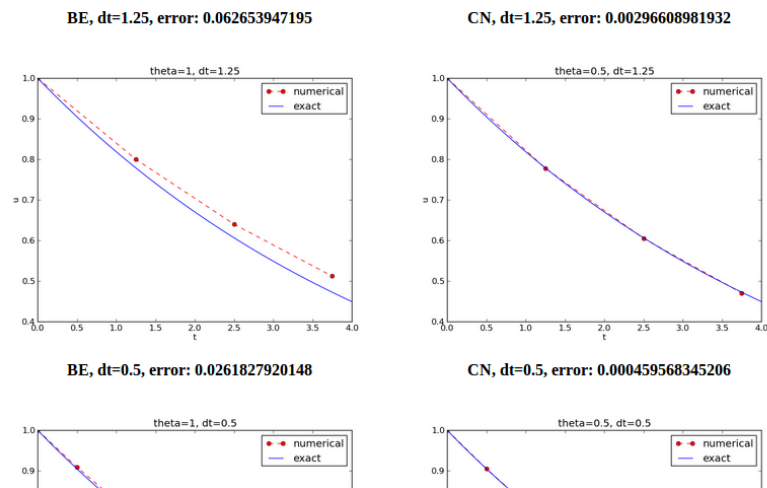 BE, dt=1.25, error: 0.062653947195
CN, dt=1.25, error: 0.00296608981932
theta=1, dt=1.25
theta=0.5, dt=1.25
numerical
exact
numerical
exact
1.0
0.9
0.8
0.7
0.6
0.5
0.4
u
0.0 0.5 1.0 1.5 2.0 2.5 3.0 3.5 4.0
t
1.0
0.9
0.8
0.7
0.6
0.5
0.4
u
0.0 0.5 1.0 1.5 2.0 2.5 3.0 3.5 4.0
t
BE, dt=0.5, error: 0.0261827920148
CN, dt=0.5, error: 0.000459568345206
theta=1, dt=0.5
theta=0.5, dt=0.5
numerical
exact
numerical
exact
1.0
0.9
1.0
0.9